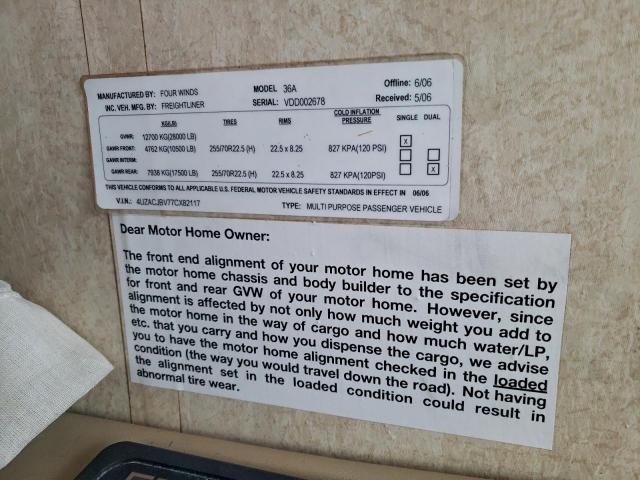 MANUFACTURED BY: FOUR WINDS MODEL 36A Offline: 6/06
INC. VEH. MFG. BY: FREIGHTLINER SERIAL: VDD002678 Received: 5/06
KG(LB) TIRES RIMS COLD INFLATION PRESSURE SINGLE DUAL
GVWR: 12700 KG(28000 LB)
GAWR FRONT: 4762 KG(10500 LB) 255/70R22.5 (H) 22.5 x 8.25 827 KPA(120 PSI) X
GAWR INTERM:
GAWR REAR: 7938 KG(17500 LB) 255/70R22.5 (H) 22.5 x 8.25 827 KPA(120PSI) X
THIS VEHICLE CONFORMS TO ALL APPLICABLE U.S. FEDERAL MOTOR VEHICLE SAFETY STANDARDS IN EFFECT IN 06/06
V.I.N.: 4UZACJBV77CX82117 TYPE: MULTI PURPOSE PASSENGER VEHICLE
Dear Motor Home Owner:
The front end alignment of your motor home has been set by
the motor home chassis and body builder to the specification
for front and rear GVW of your motor home. However, since
alignment is affected by not only how much weight you add to
the motor home in the way of cargo and how much water/LP,
etc. that you carry and how you dispense the cargo, we advise
you to have the motor home alignment checked in the loaded
condition (the way you would travel down the road). Not having
the alignment set in the loaded condition could result in
abnormal tire wear.